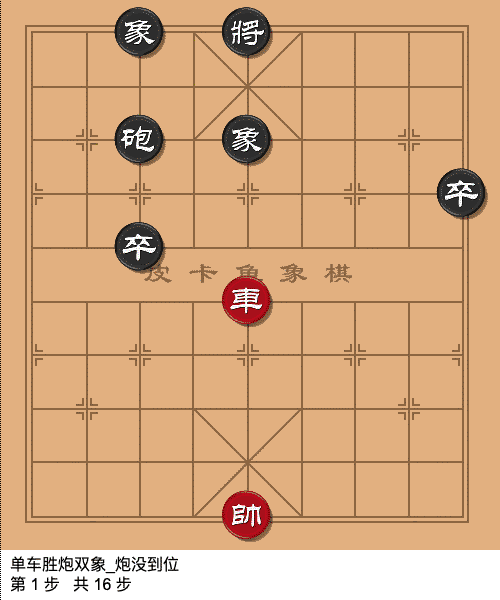 象 將
砲 象
卒
卒
皮卡鱼象棋
車
帥
单车胜炮双象_炮没到位
第 1 步 共 16 步